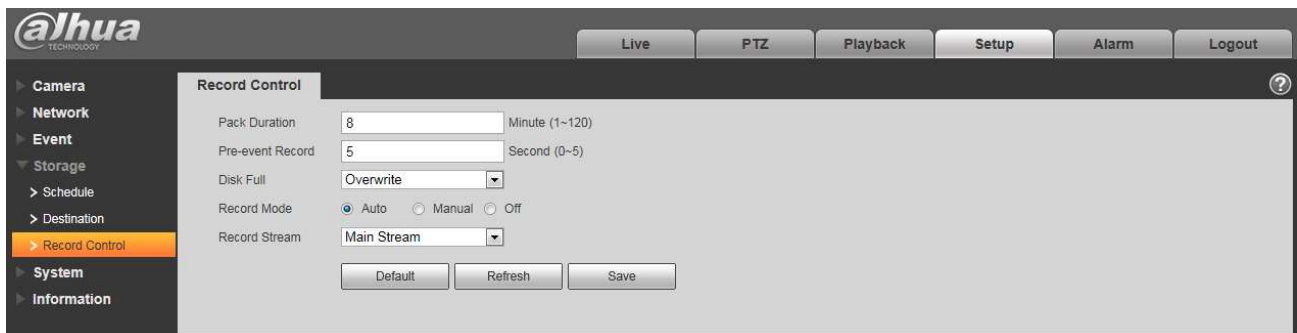 alhua
TECHNOLOGY
Live PTZ Playback Setup Alarm Logout
Camera
Network
Event
Storage
> Schedule
> Destination
> Record Control
System
Information
Record Control
?
Pack Duration 8 Minute (1~120)
Pre-event Record 5 Second (0~5)
Disk Full Overwrite
Record Mode Auto Manual Off
Record Stream Main Stream
Default Refresh Save